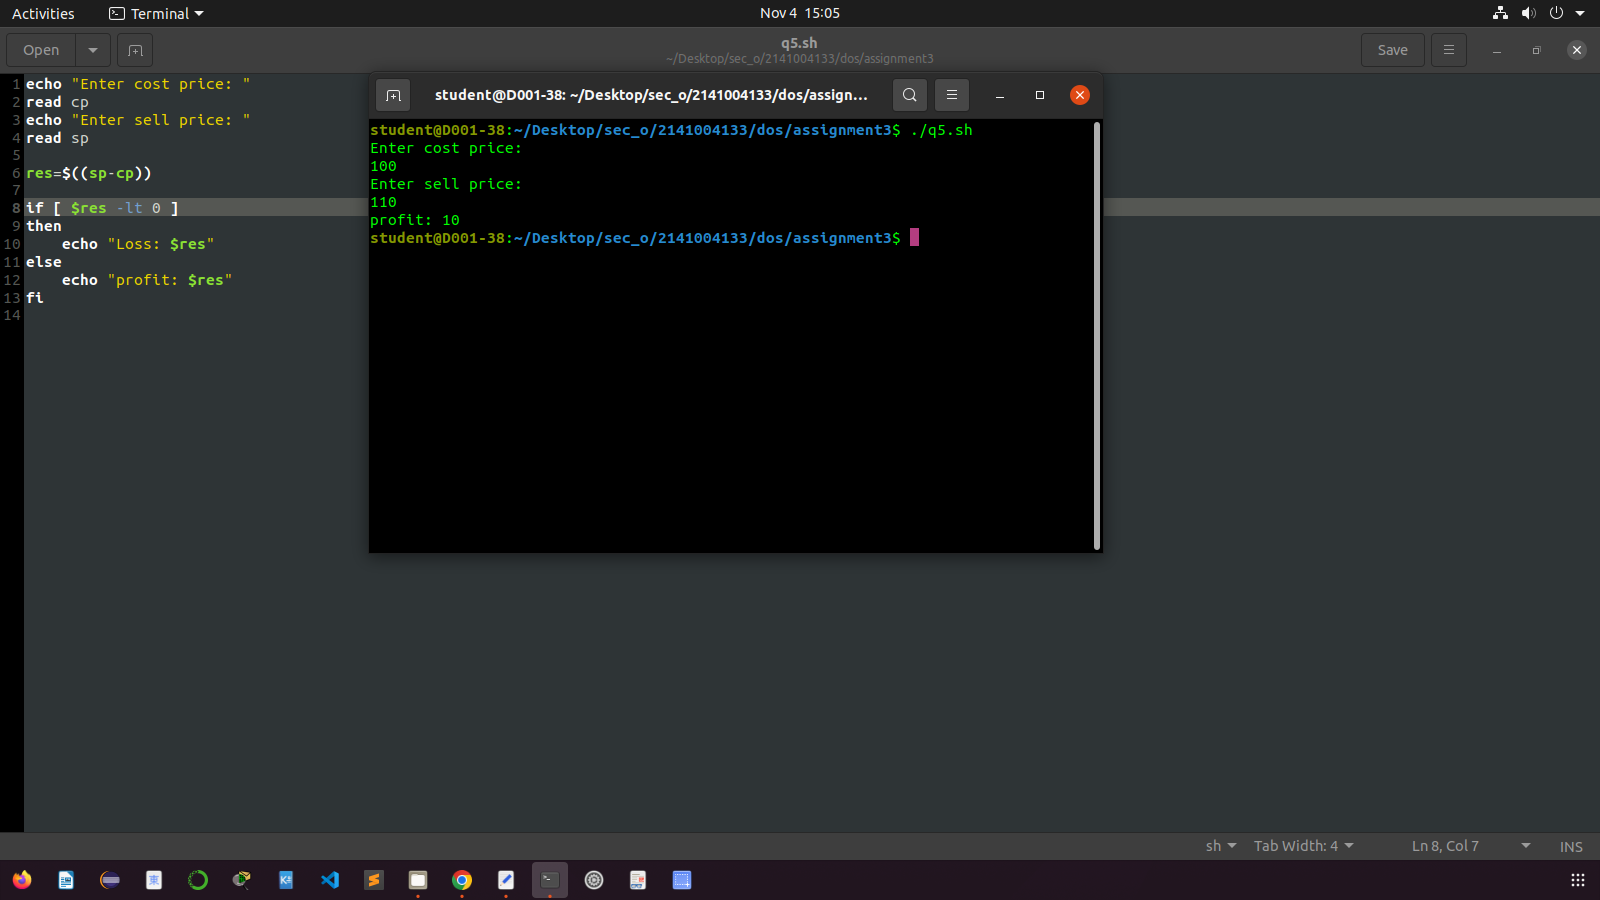 Activities
Terminal
Nov 4 15:05
Open
q5.sh
~/Desktop/sec_o/2141004133/dos/assignment3
Save
1 echo "Enter cost price: "
2 read cp
3 echo "Enter sell price: "
4 read sp
5
6 res=$((sp-cp))
7
8 if [ $res -lt 0 ]
9 then
10 echo "Loss: $res"
11 else
12 echo "profit: $res"
13 fi
14
student@D001-38: ~/Desktop/sec_o/2141004133/dos/assign...
student@D001-38:~/Desktop/sec_o/2141004133/dos/assignment3$ ./q5.sh
Enter cost price:
100
Enter sell price:
110
profit: 10
student@D001-38:~/Desktop/sec_o/2141004133/dos/assignment3$
sh
Tab Width: 4
Ln 8, Col 7
INS